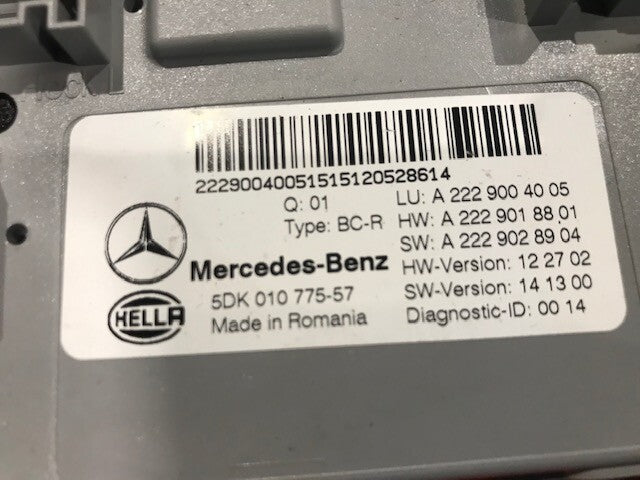 22290040051515120528614
Q: 01
Type: BC-R
LU: A 222 900 40 05
HW: A 222 901 88 01
SW: A 222 902 89 04
HW-Version: 12 27 02
SW-Version: 14 13 00
Diagnostic-ID: 00 14
Mercedes-Benz
HELLA
5DK 010 775-57
Made in Romania